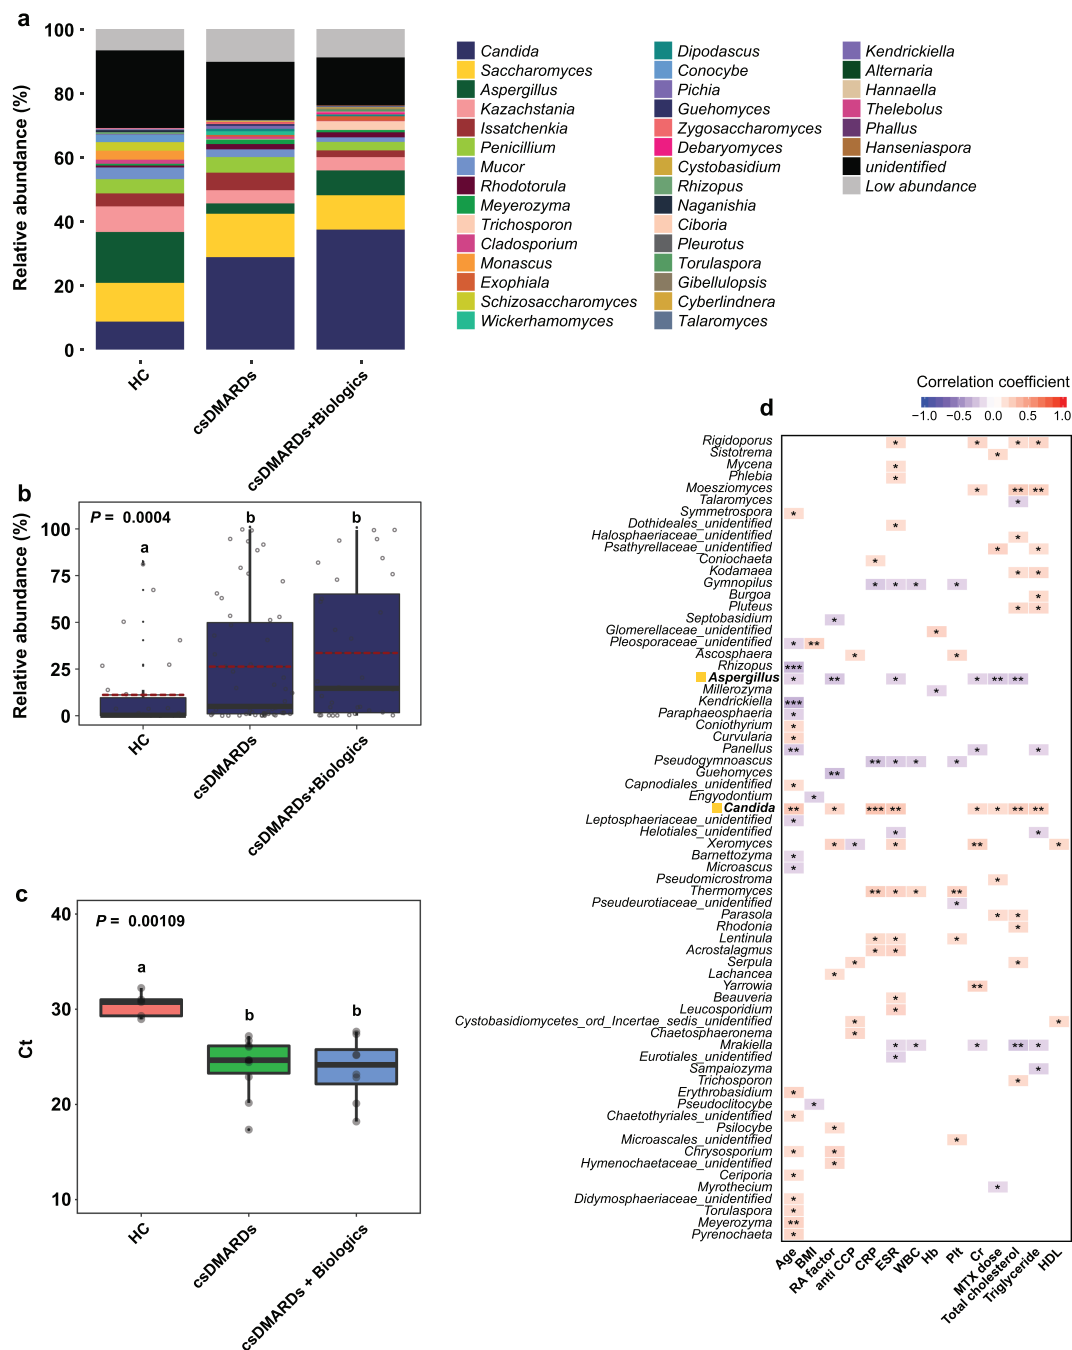 a
Relative abundance (%)
100
80
60
40
20
0
HC
csDMARDs
csDMARDs+Biologics
Candida
Saccharomyces
Aspergillus
Kazachstania
Issatchenkia
Penicillium
Mucor
Rhodotorula
Meyerozyma
Trichosporon
Cladosporium
Monascus
Exophiala
Schizosaccharomyces
Wickerhamomyces
Dipodascus
Conocybe
Pichia
Guehomyces
Zygosaccharomyces
Debaryomyces
Cystobasidium
Rhizopus
Naganishia
Ciboria
Pleurotus
Torulaspora
Gibellulopsis
Cyberlindnera
Talaromyces
Kendrickiella
Alternaria
Hannaella
Thelebolus
Phallus
Hanseniaspora
unidentified
Low abundance
b
Relative abundance (%)
P = 0.0004
100
75
50
25
0
a
b
b
HC
csDMARDs
csDMARDs+Biologics
c
Ct
P = 0.00109
40
30
20
10
a
b
b
HC
csDMARDs
csDMARDs + Biologics
d
Correlation coefficient
−1.0 −0.5 0.0 0.5 1.0
Rigidoporus * * * *
Sistotrema *
Mycena *
Phlebia *
Moesziomyces * ** **
Talaromyces *
Symmetrospora *
Dothideales_unidentified *
Halosphaeriaceae_unidentified *
Psathyrellaceae_unidentified * *
Coniochaeta *
Kodamaea * *
Gymnopilus * * * *
Burgoa *
Pluteus * *
Septobasidium *
Glomerellaceae_unidentified *
Pleosporaceae_unidentified * **
Ascosphaera * *
Rhizopus ***
Aspergillus * ** * * ** **
Millerozyma *
Kendrickiella ***
Paraphaeosphaeria *
Coniothyrium *
Curvularia *
Panellus ** * *
Pseudogymnoascus ** * * *
Guehomyces **
Capnodiales_unidentified *
Engyodontium *
Candida ** * *** ** * * ** **
Leptosphaeriaceae_unidentified *
Helotiales_unidentified * *
Xeromyces * * * ** *
Barnettozyma *
Microascus *
Pseudomicrostroma *
Thermomyces ** * * **
Pseudeurotiaceae_unidentified *
Parasola * *
Rhodonia *
Lentinula * * *
Acrostalagmus * *
Serpula * *
Lachancea *
Yarrowia **
Beauveria *
Leucosporidium *
Cystobasidiomycetes_ord_Incertae_sedis_unidentified * *
Chaetosphaeronema *
Mrakiella * * * ** *
Eurotiales_unidentified *
Sampaiozyma *
Trichosporon *
Erythrobasidium *
Pseudoclitocybe *
Chaetothyriales_unidentified *
Psilocybe *
Microascales_unidentified *
Chrysosporium * *
Hymenochaetaceae_unidentified *
Ceriporia *
Myrothecium *
Didymosphaeriaceae_unidentified *
Torulaspora *
Meyerozyma **
Pyrenochaeta *
Age
BMI
RA factor
anti CCP
CRP
ESR
WBC
Hb
Plt
Cr
MTX dose
Total cholesterol
Triglyceride
HDL